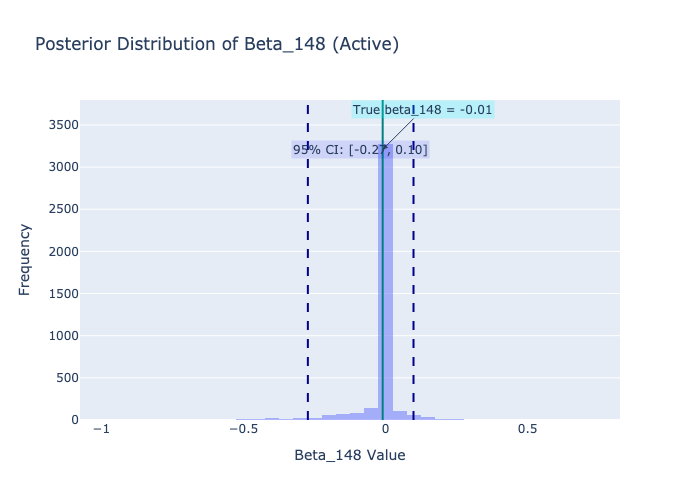 Posterior Distribution of Beta_148 (Active)
True beta_148 = -0.01
95% CI: [-0.27, 0.10]
3500
3000
2500
2000
1500
1000
500
0
Frequency
−1
−0.5
0
0.5
Beta_148 Value